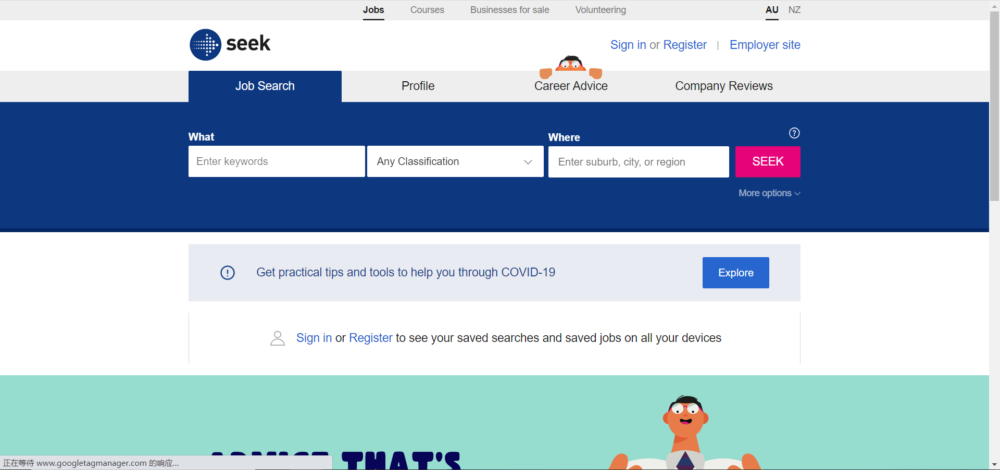 Jobs Courses Businesses for sale Volunteering AU NZ
seek
Sign in or Register | Employer site
Job Search Profile Career Advice Company Reviews
What Where ?
Enter keywords Any Classification Enter suburb, city, or region SEEK
More options
Get practical tips and tools to help you through COVID-19 Explore
Sign in or Register to see your saved searches and saved jobs on all your devices
ADVICE THAT'S
正在等待 www.googletagmanager.com 的响应...